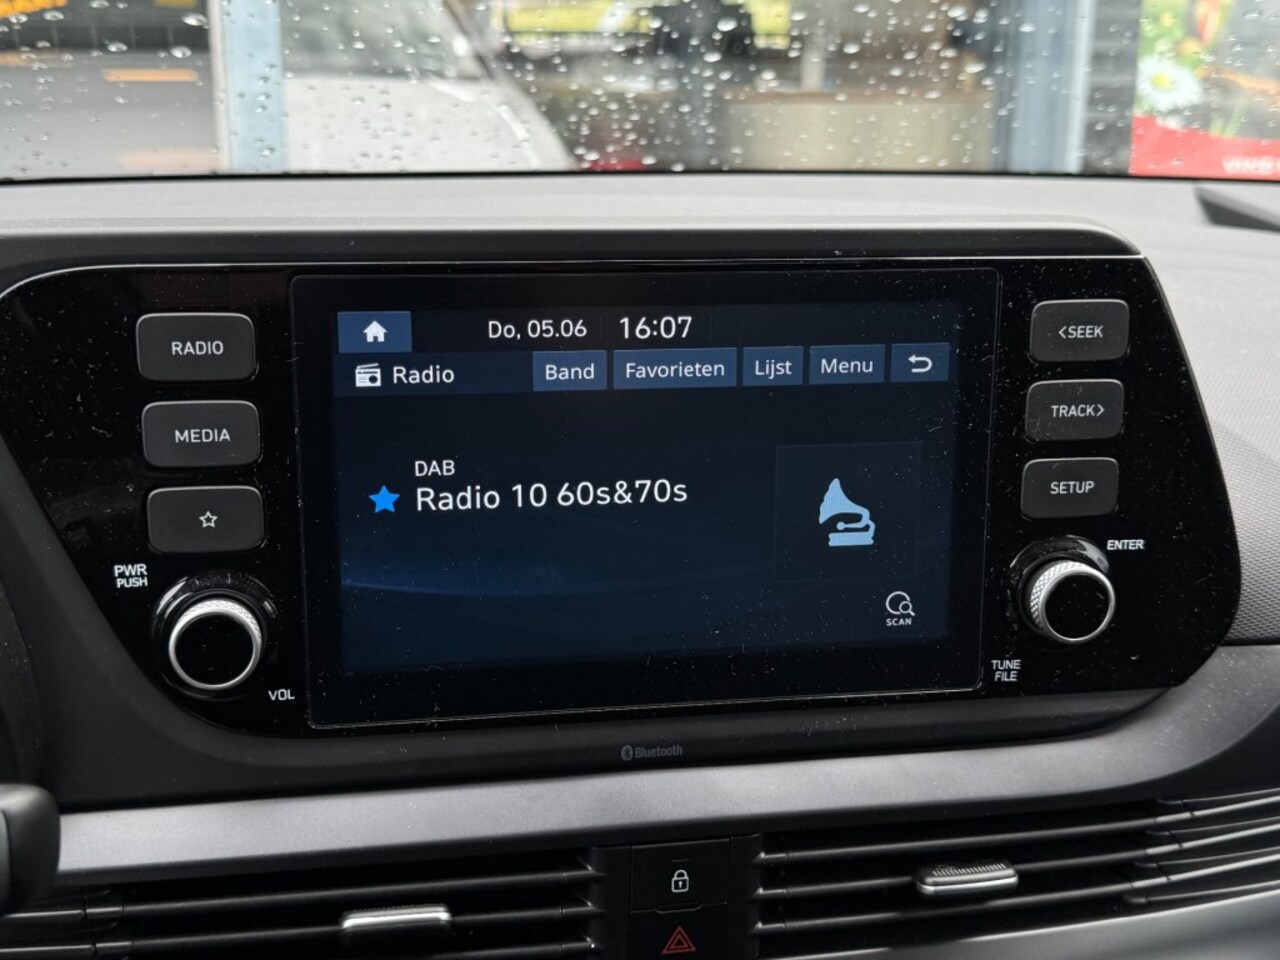 Do, 05.06 16:07
Radio Band Favorieten Lijst Menu
DAB
Radio 10 60s&70s
SCAN
RADIO
MEDIA
PWR
PUSH
VOL
<SEEK
TRACK>
SETUP
ENTER
TUNE
FILE
Bluetooth